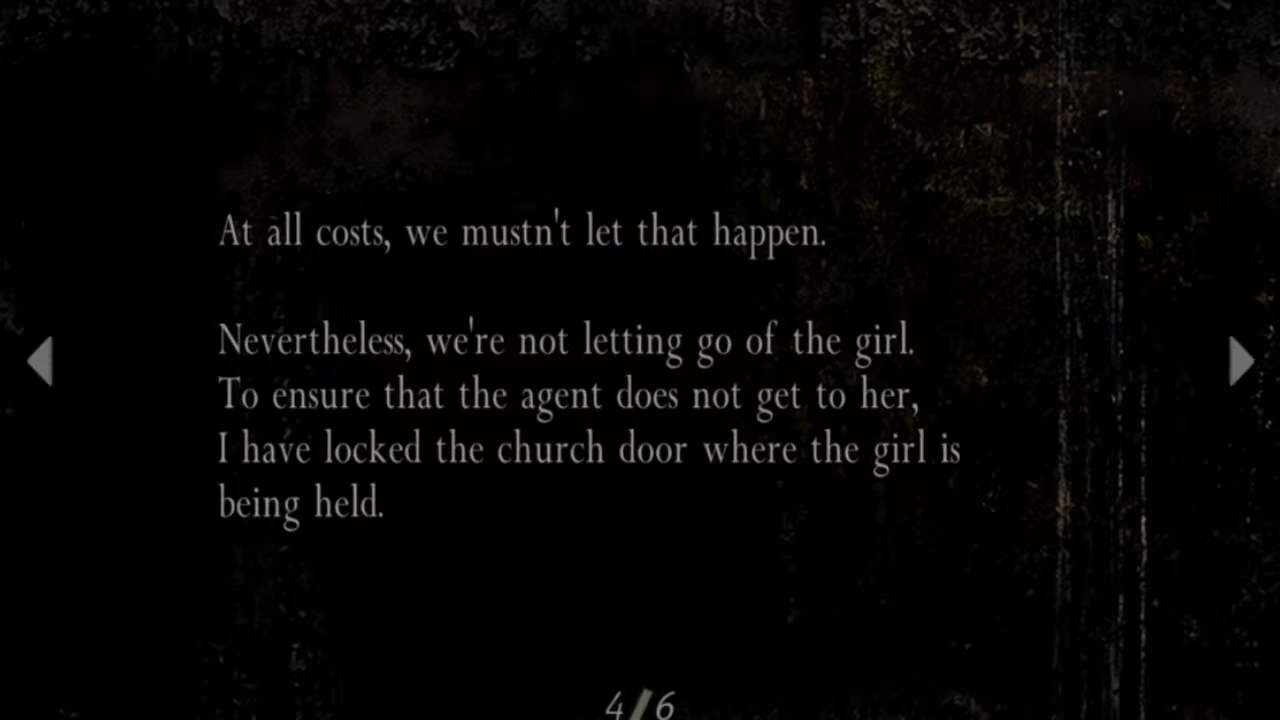 At all costs, we mustn't let that happen.
Nevertheless, we're not letting go of the girl.
To ensure that the agent does not get to her,
I have locked the church door where the girl is
being held.
4/6